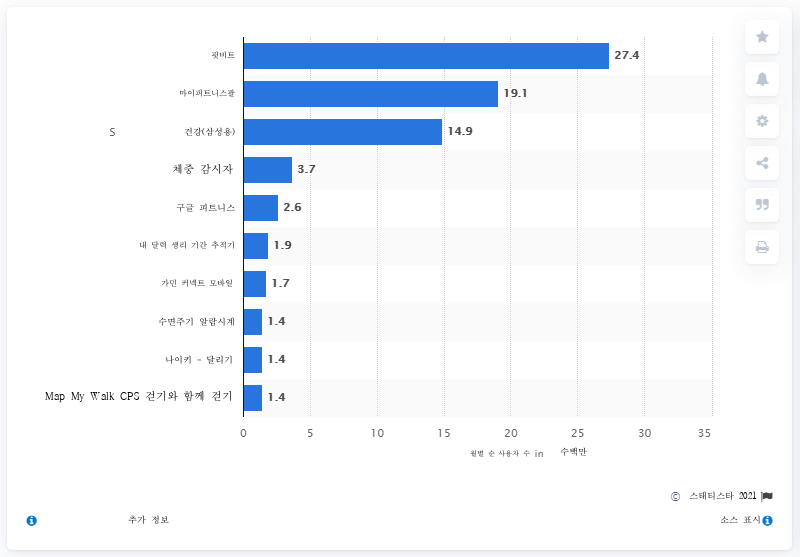 핏비트 27.4
마이피트니스팔 19.1
S 건강(삼성용) 14.9
체중 감시자 3.7
구글 피트니스 2.6
내 달력 생리 기간 추적기 1.9
가민 커넥트 모바일 1.7
수면주기 알람시계 1.4
나이키 - 달리기 1.4
Map My Walk GPS 걷기와 함께 걷기 1.4
0 5 10 15 20 25 30 35
월별 순 사용자 수 in 수백만
© 스태티스타 2021
추가 정보 소스 표시